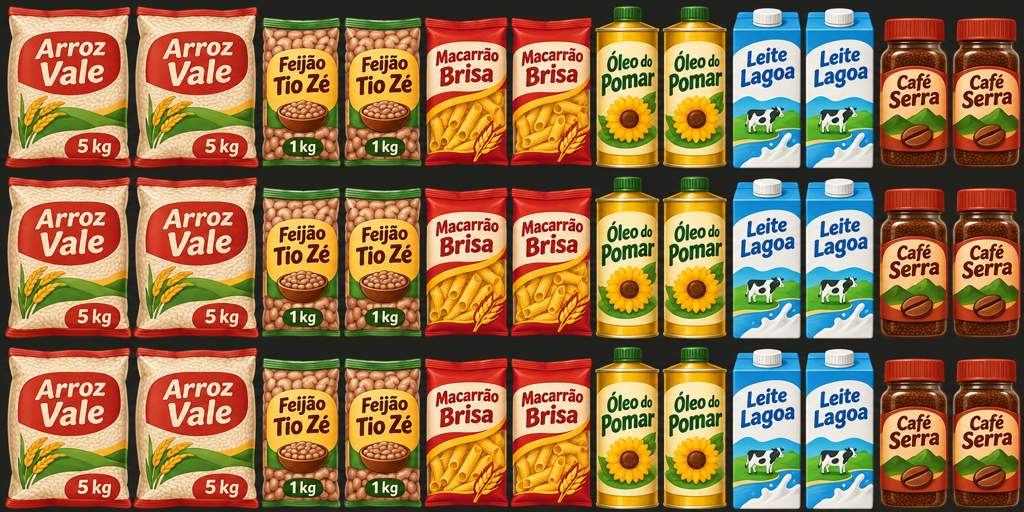 Arroz
Vale
5 kg
Arroz
Vale
5 kg
Feijão
Tio Zé
1 kg
Feijão
Tio Zé
1 kg
Macarrão
Brisa
Macarrão
Brisa
Óleo do
Pomar
Óleo do
Pomar
Leite
Lagoa
Leite
Lagoa
Café
Serra
Café
Serra
Arroz
Vale
5 kg
Arroz
Vale
5 kg
Feijão
Tio Zé
1 kg
Feijão
Tio Zé
1 kg
Macarrão
Brisa
Macarrão
Brisa
Óleo do
Pomar
Óleo do
Pomar
Leite
Lagoa
Leite
Lagoa
Café
Serra
Café
Serra
Arroz
Vale
5 kg
Arroz
Vale
5 kg
Feijão
Tio Zé
1 kg
Feijão
Tio Zé
1 kg
Macarrão
Brisa
Macarrão
Brisa
Óleo do
Pomar
Óleo do
Pomar
Leite
Lagoa
Leite
Lagoa
Café
Serra
Café
Serra